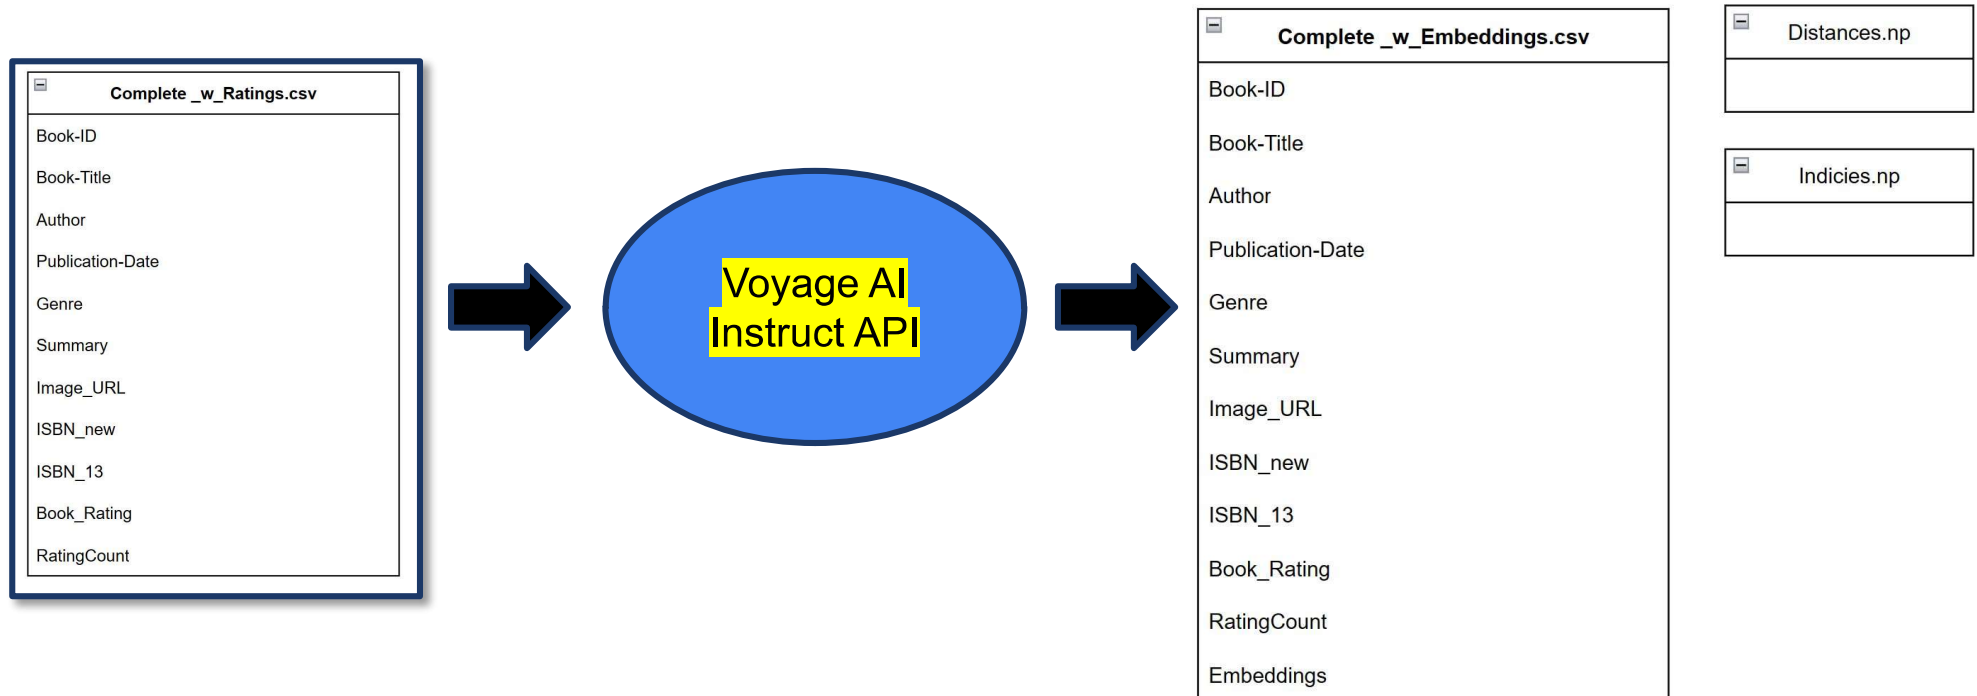 Complete _w_Ratings.csv
Book-ID
Book-Title
Author
Publication-Date
Genre
Summary
Image_URL
ISBN_new
ISBN_13
Book_Rating
RatingCount
Voyage AI
Instruct API
Complete _w_Embeddings.csv
Book-ID
Book-Title
Author
Publication-Date
Genre
Summary
Image_URL
ISBN_new
ISBN_13
Book_Rating
RatingCount
Embeddings
Distances.np
Indicies.np